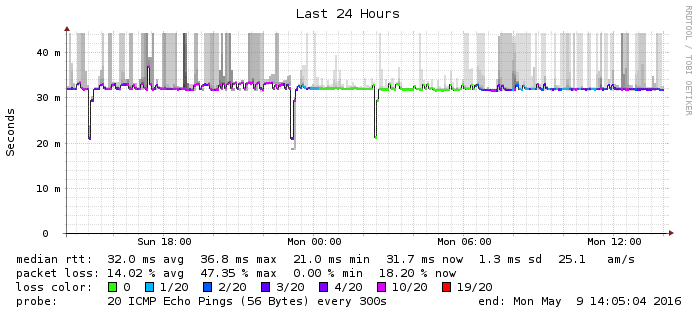 Last 24 Hours
RRDTOOL / TOBI OETIKER
Seconds
40 m
30 m
20 m
10 m
0
Sun 18:00 Mon 00:00 Mon 06:00 Mon 12:00
median rtt: 32.0 ms avg 36.8 ms max 21.0 ms min 31.7 ms now 1.3 ms sd 25.1 am/s
packet loss: 14.02 % avg 47.35 % max 0.00 % min 18.20 % now
loss color: 0 1/20 2/20 3/20 4/20 10/20 19/20
probe: 20 ICMP Echo Pings (56 Bytes) every 300s end: Mon May 9 14:05:04 2016